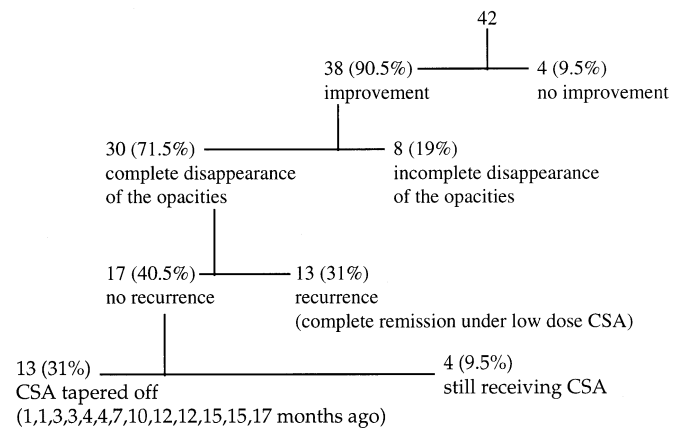 42
38 (90.5%)
improvement
4 (9.5%)
no improvement
30 (71.5%)
complete disappearance
of the opacities
8 (19%)
incomplete disappearance
of the opacities
17 (40.5%)
no recurrence
13 (31%)
recurrence
(complete remission under low dose CSA)
13 (31%)
CSA tapered off
(1,1,3,3,4,4,7,10,12,12,15,15,17 months ago)
4 (9.5%)
still receiving CSA